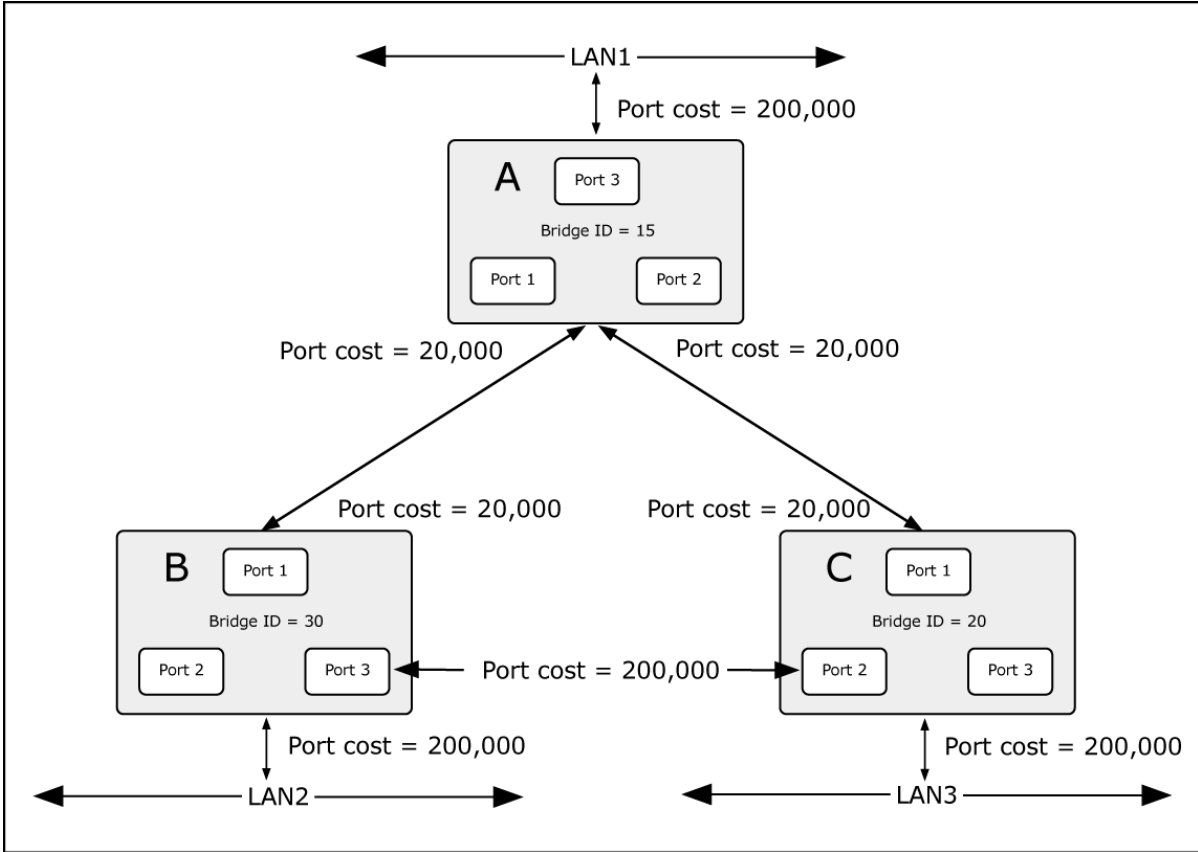 LAN1
Port cost = 200,000
A
Port 3
Bridge ID = 15
Port 1
Port 2
Port cost = 20,000
Port cost = 20,000
Port cost = 20,000
Port cost = 20,000
B
Port 1
Bridge ID = 30
Port 2
Port 3
C
Port 1
Bridge ID = 20
Port 2
Port 3
Port cost = 200,000
Port cost = 200,000
LAN2
Port cost = 200,000
LAN3